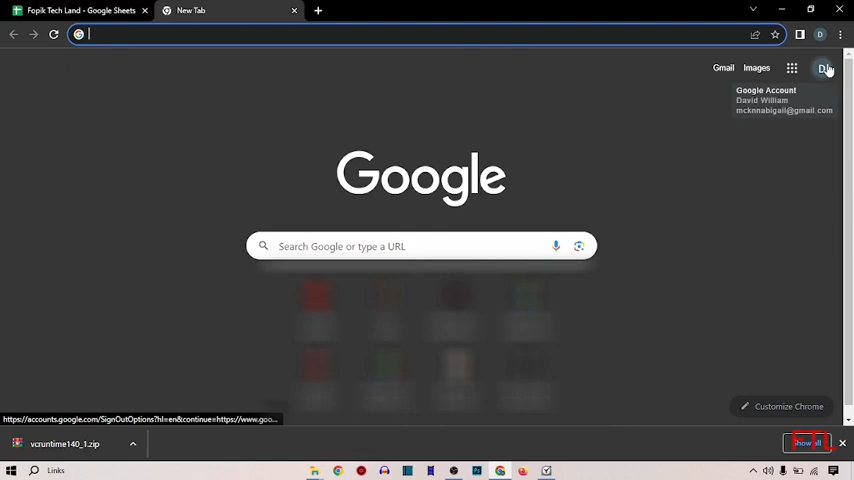 Fopik Tech Land - Google Sheets
New Tab
Gmail
Images
D
Google Account
David William
mcknnabigail@gmail.com
Google
Search Google or type a URL
Customize Chrome
https://accounts.google.com/SignOutOptions?hl=en&continue=https://www.goo...
vcruntime140_1.zip
Show all
FTL
Links